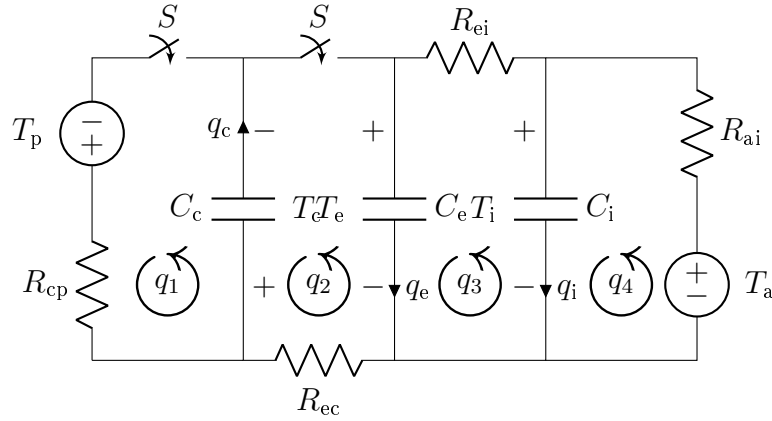 S S R_ei
T_p − + q_c − + + R_ai
C_c T_c T_e C_e T_i C_i
R_cp q_1 + q_2 − q_e q_3 − q_i q_4 + − T_a
R_ec